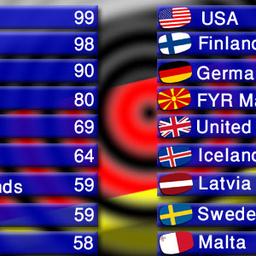 99 USA
98 Finland
90 Germa
80 FYR Ma
69 United
64 Iceland
nds 59 Latvia
59 Swede
58 Malta